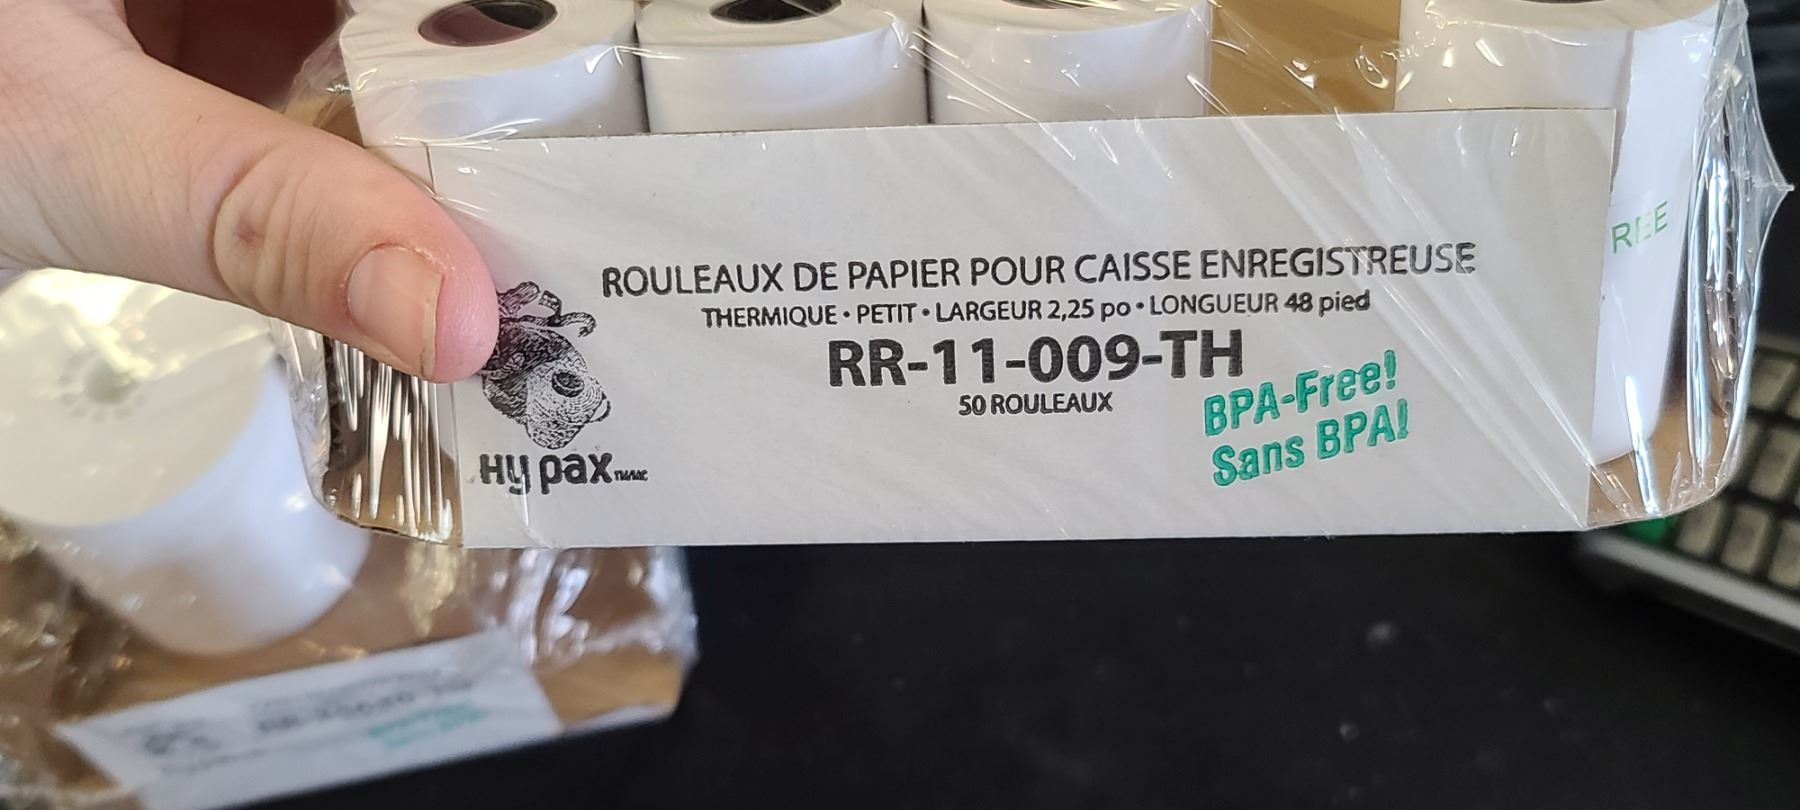 ROULEAUX DE PAPIER POUR CAISSE ENREGISTREUSE
THERMIQUE • PETIT • LARGEUR 2,25 po • LONGUEUR 48 pied
RR-11-009-TH
50 ROULEAUX
BPA-Free!
Sans BPA!
Hy pax
REE